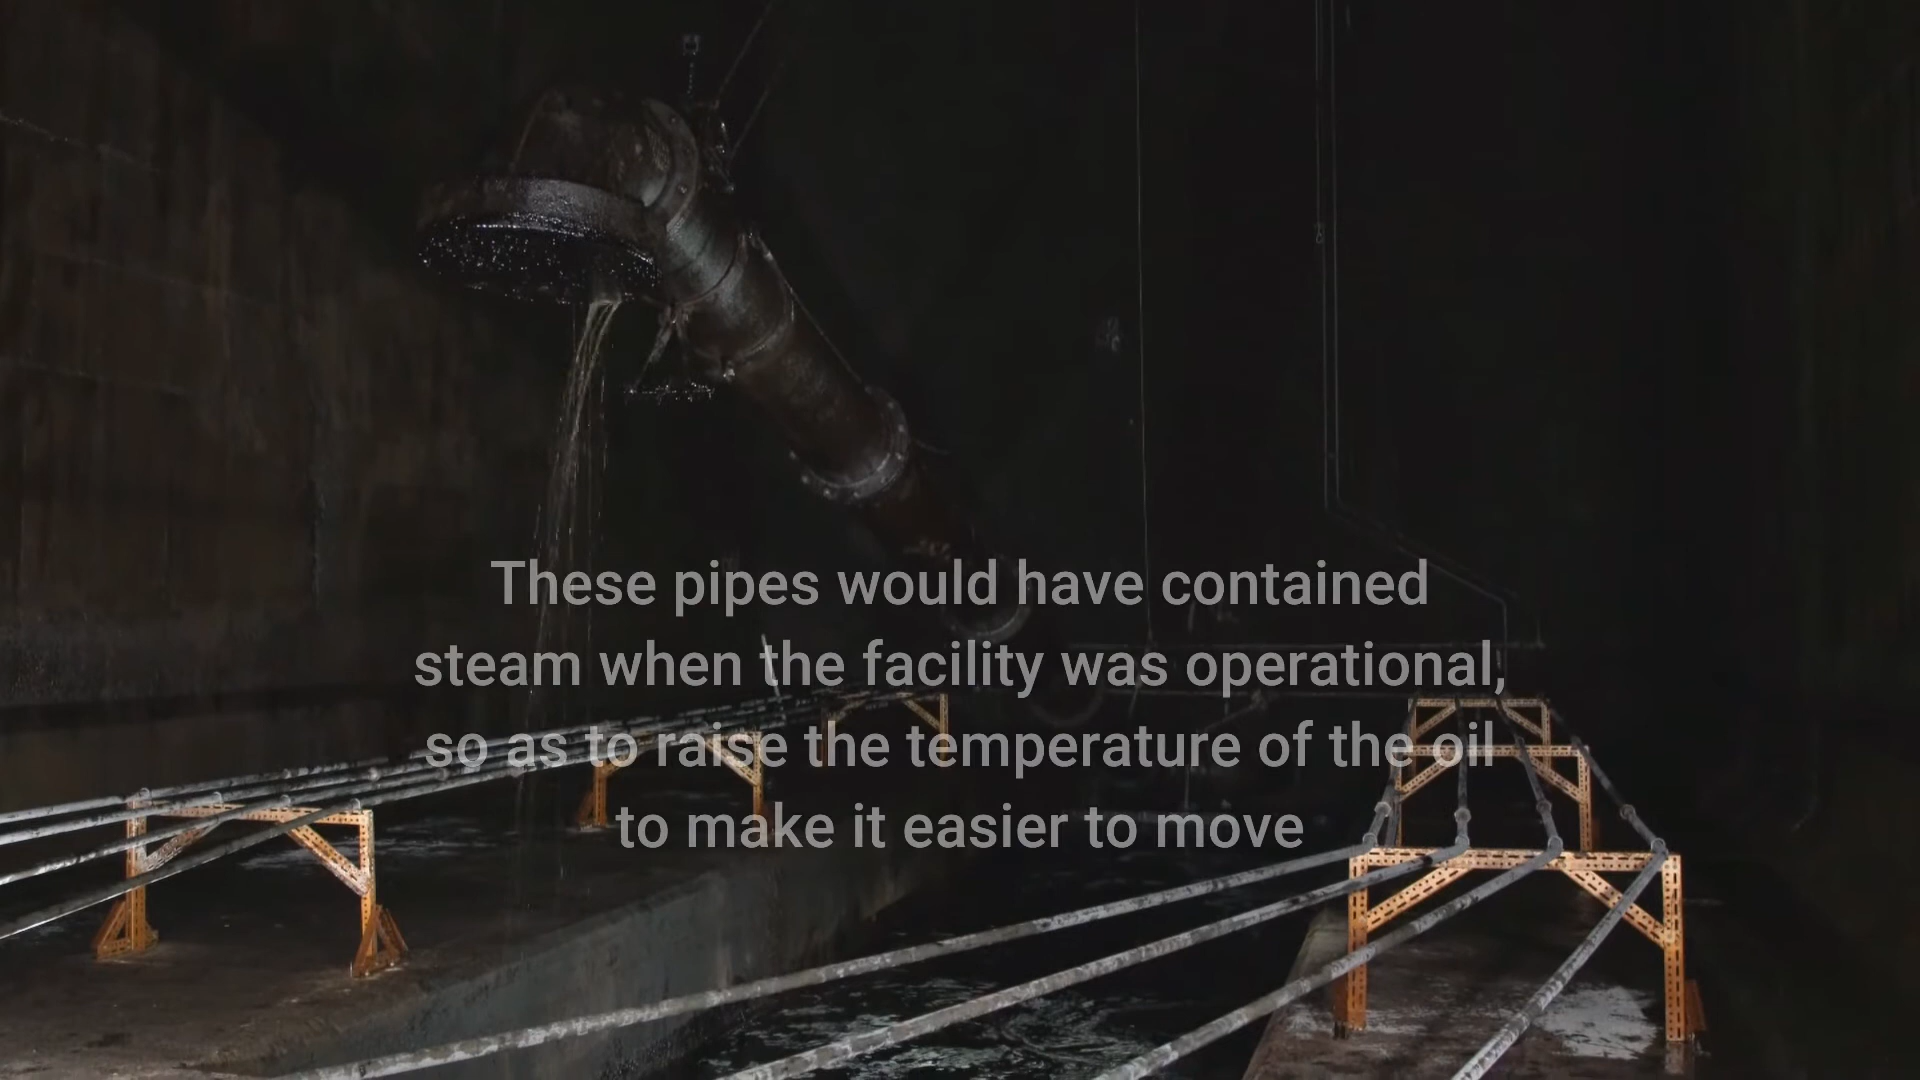 These pipes would have contained
steam when the facility was operational,
so as to raise the temperature of the oil
to make it easier to move